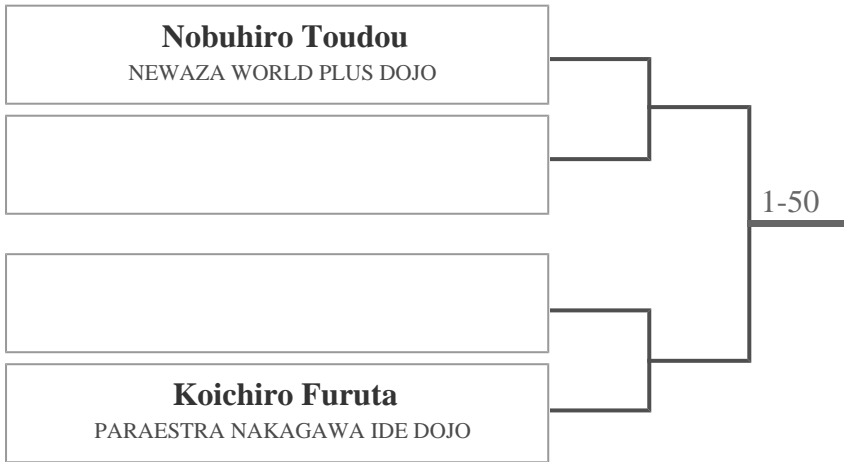 Nobuhiro Toudou
NEWAZA WORLD PLUS DOJO
1-50
Koichiro Furuta
PARAESTRA NAKAGAWA IDE DOJO